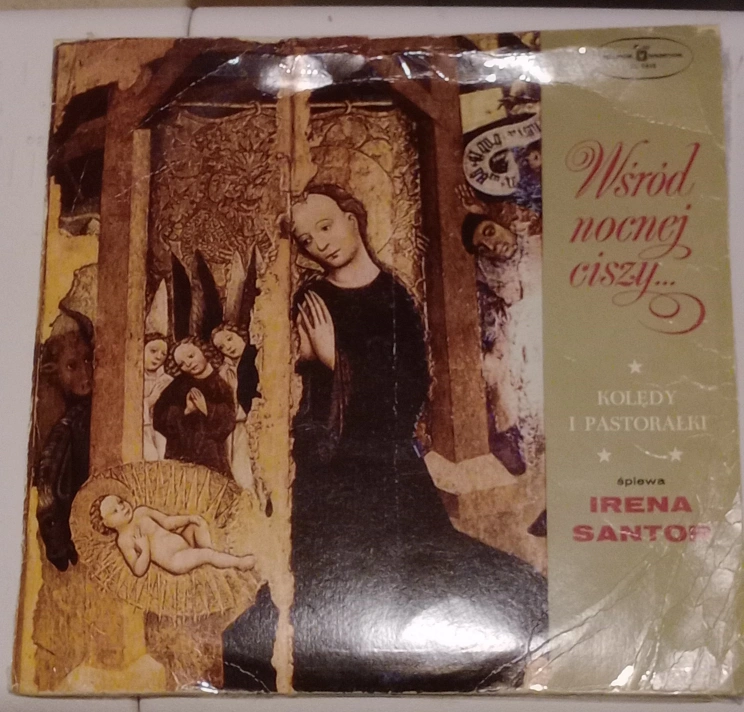 Wśród
nocnej
ciszy...
KOLĘDY
I PASTORAŁKI
śpiewa
IRENA
SANTOR